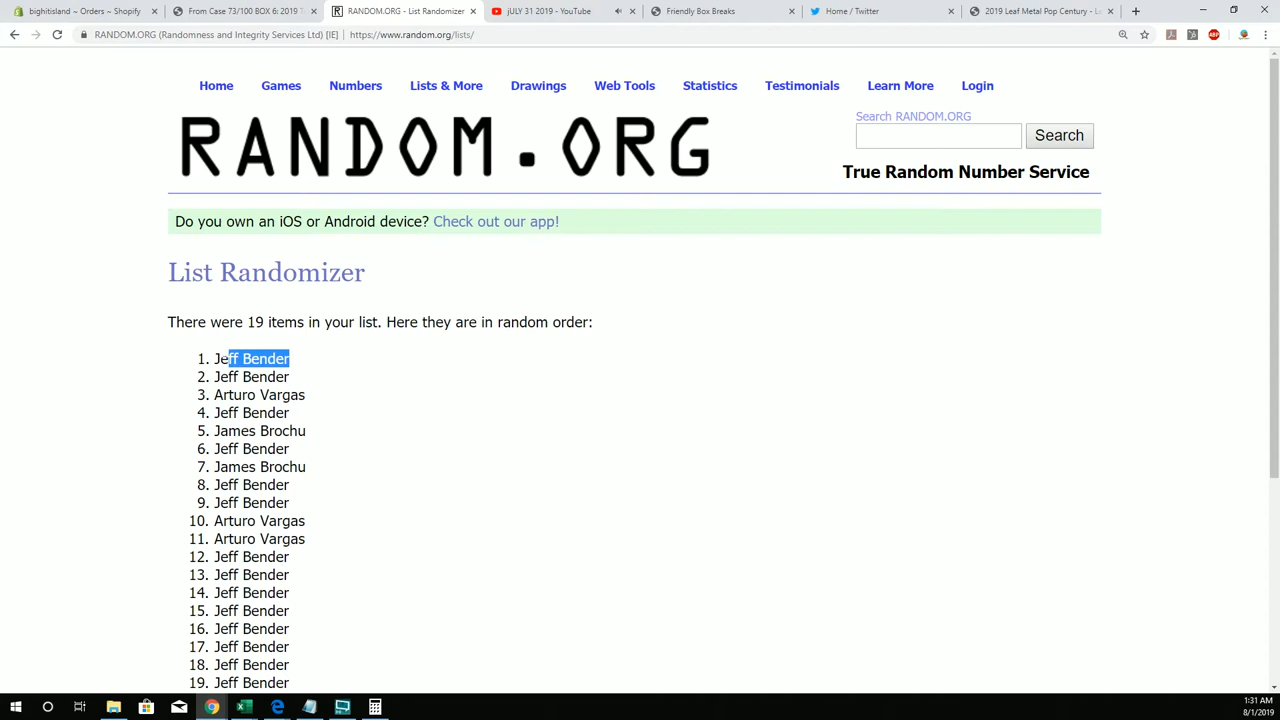 bighitisland ~ Orders ~ Shopify
From Case 73/100 BOX 6: 2019 T
RANDOM.ORG - List Randomizer
jULY 31 2019 - YouTube
Friendly Box Breaks
Home / Twitter
2019 Leaf Metal Pop Century - L
RANDOM.ORG (Randomness and Integrity Services Ltd) [IE] | https://www.random.org/lists/
Home Games Numbers Lists & More Drawings Web Tools Statistics Testimonials Learn More Login
RANDOM.ORG
Search RANDOM.ORG
Search
True Random Number Service
Do you own an iOS or Android device? Check out our app!
List Randomizer
There were 19 items in your list. Here they are in random order:
1. Jeff Bender
2. Jeff Bender
3. Arturo Vargas
4. Jeff Bender
5. James Brochu
6. Jeff Bender
7. James Brochu
8. Jeff Bender
9. Jeff Bender
10. Arturo Vargas
11. Arturo Vargas
12. Jeff Bender
13. Jeff Bender
14. Jeff Bender
15. Jeff Bender
16. Jeff Bender
17. Jeff Bender
18. Jeff Bender
19. Jeff Bender
1:31 AM
8/1/2019